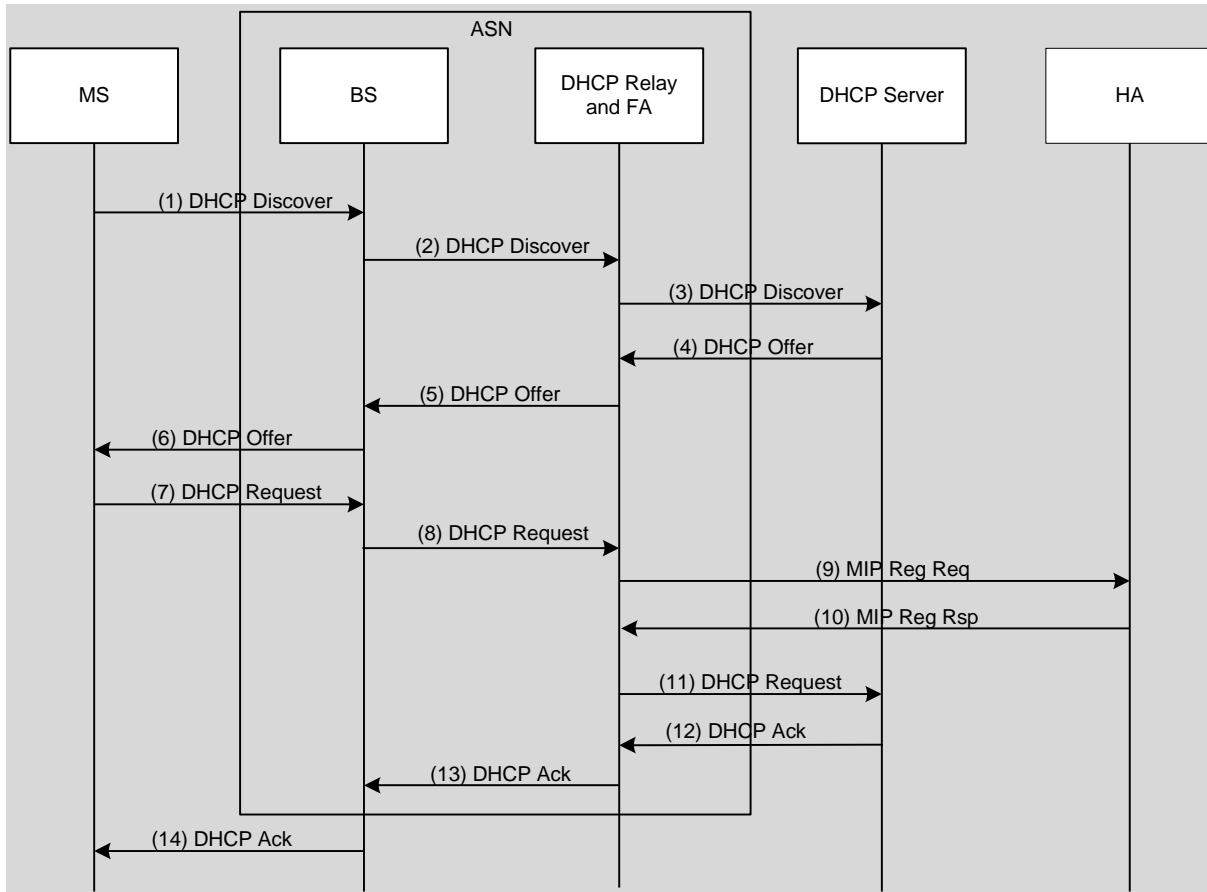 ASN
MS
BS
DHCP Relay
and FA
DHCP Server
HA
(1) DHCP Discover
(2) DHCP Discover
(3) DHCP Discover
(4) DHCP Offer
(5) DHCP Offer
(6) DHCP Offer
(7) DHCP Request
(8) DHCP Request
(9) MIP Reg Req
(10) MIP Reg Rsp
(11) DHCP Request
(12) DHCP Ack
(13) DHCP Ack
(14) DHCP Ack